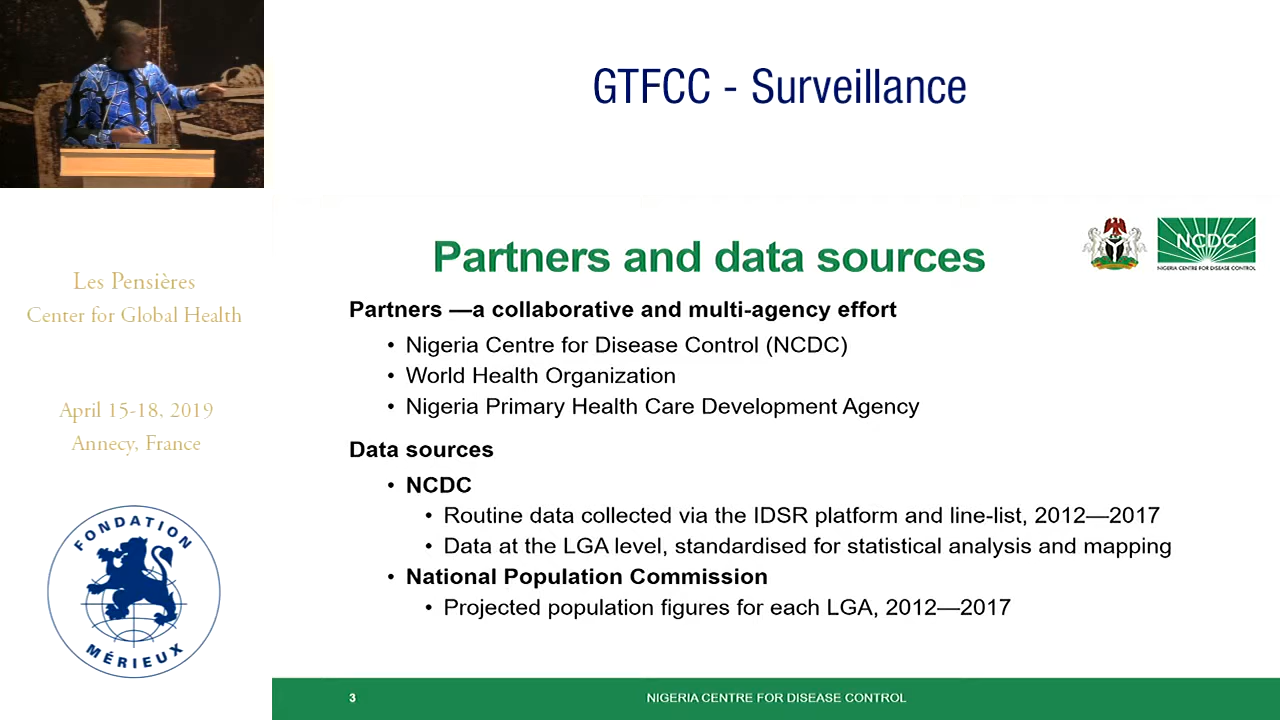 GTFCC - Surveillance
Les Pensières
Center for Global Health
April 15-18, 2019
Annecy, France
FONDATION
MÉRIEUX
Partners and data sources
NCDC
NIGERIA CENTRE FOR DISEASE CONTROL
Partners —a collaborative and multi-agency effort
• Nigeria Centre for Disease Control (NCDC)
• World Health Organization
• Nigeria Primary Health Care Development Agency
Data sources
• NCDC
• Routine data collected via the IDSR platform and line-list, 2012—2017
• Data at the LGA level, standardised for statistical analysis and mapping
• National Population Commission
• Projected population figures for each LGA, 2012—2017
3
NIGERIA CENTRE FOR DISEASE CONTROL